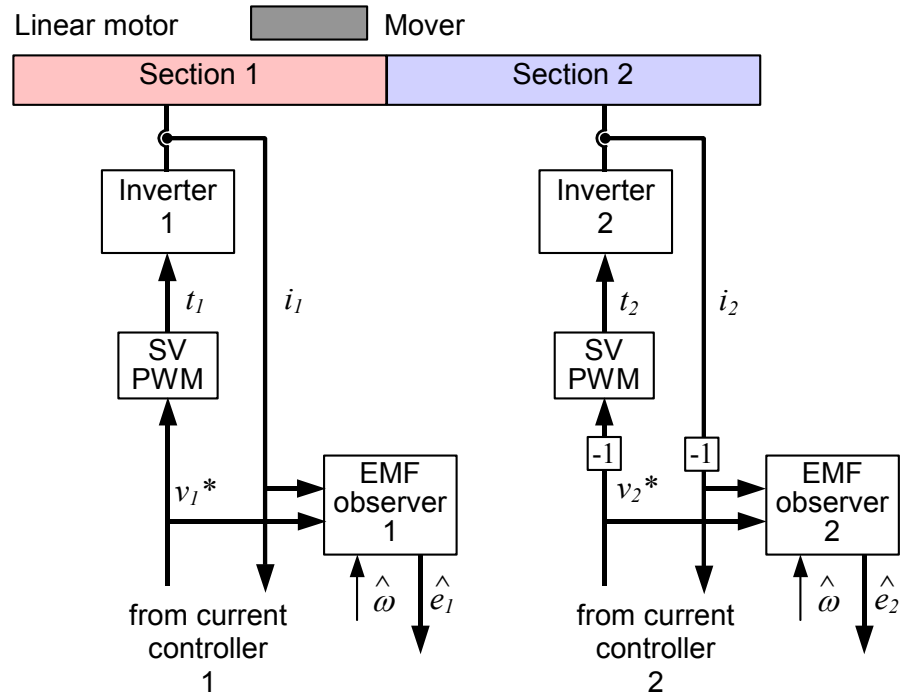 Linear motor
Mover
Section 1
Section 2
Inverter
1
Inverter
2
t1
i1
t2
i2
SV
PWM
SV
PWM
-1
-1
v1*
EMF
observer
1
v2*
EMF
observer
2
from current
controller
1
ω̂
ê1
from current
controller
2
ω̂
ê2